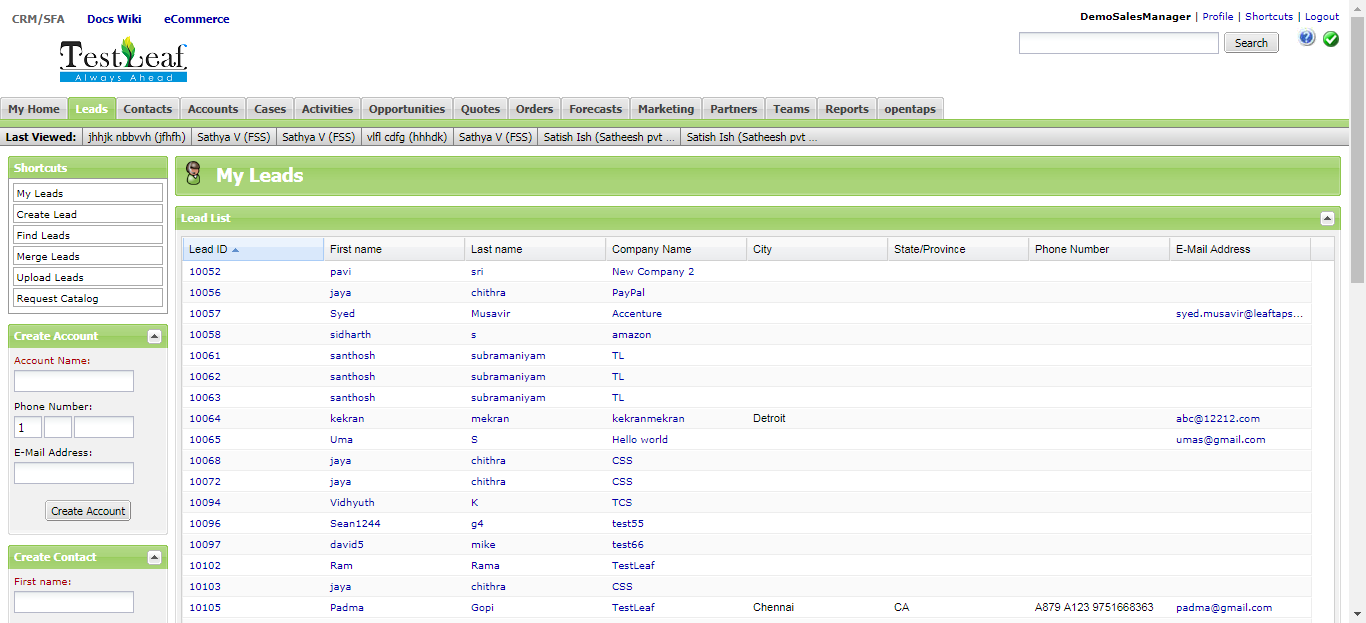 CRM/SFA Docs Wiki eCommerce
DemoSalesManager | Profile | Shortcuts | Logout
TestLeaf
Always Ahead
Search
My Home Leads Contacts Accounts Cases Activities Opportunities Quotes Orders Forecasts Marketing Partners Teams Reports opentaps
Last Viewed: jhhjk nbbvvh (jfhfh) Sathya V (FSS) Sathya V (FSS) vlfl cdfg (hhhdk) Sathya V (FSS) Satish Ish (Satheesh pvt ... Satish Ish (Satheesh pvt ...
Shortcuts
My Leads
Create Lead
Find Leads
Merge Leads
Upload Leads
Request Catalog
Create Account
Account Name:
Phone Number:
1
E-Mail Address:
Create Account
Create Contact
First name:
My Leads
Lead List
Lead ID First name Last name Company Name City State/Province Phone Number E-Mail Address
10052 pavi sri New Company 2
10056 jaya chithra PayPal
10057 Syed Musavir Accenture syed.musavir@leaftaps...
10058 sidharth s amazon
10061 santhosh subramaniyam TL
10062 santhosh subramaniyam TL
10063 santhosh subramaniyam TL
10064 kekran mekran kekranmekran Detroit abc@12212.com
10065 Uma S Hello world umas@gmail.com
10068 jaya chithra CSS
10072 jaya chithra CSS
10094 Vidhyuth K TCS
10096 Sean1244 g4 test55
10097 david5 mike test66
10102 Ram Rama TestLeaf
10103 jaya chithra CSS
10105 Padma Gopi TestLeaf Chennai CA A879 A123 9751668363 padma@gmail.com